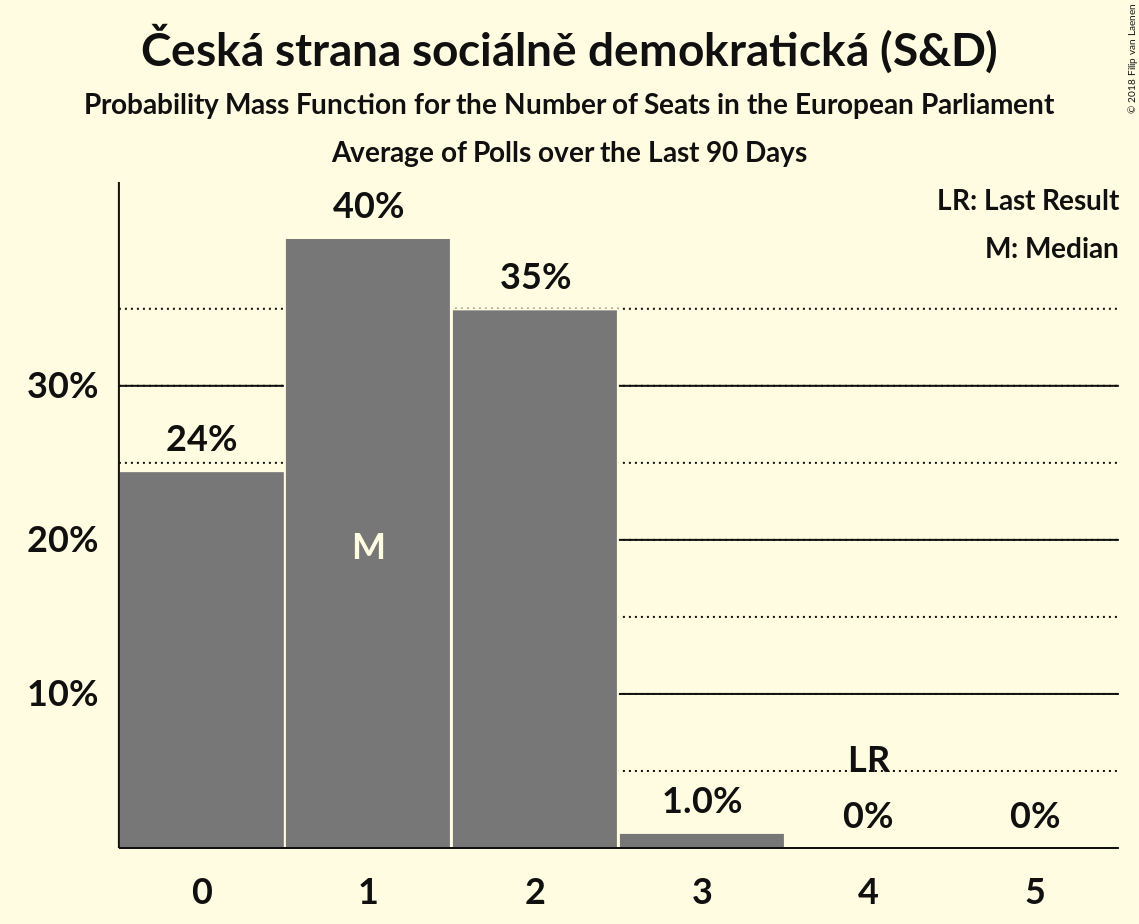 Česká strana sociálně demokratická (S&D)
Probability Mass Function for the Number of Seats in the European Parliament
Average of Polls over the Last 90 Days
© 2018 Filip van Laenen
LR: Last Result
M: Median
40%
35%
30%
24%
20%
M
10%
LR
1.0%
0%
0%
0
1
2
3
4
5